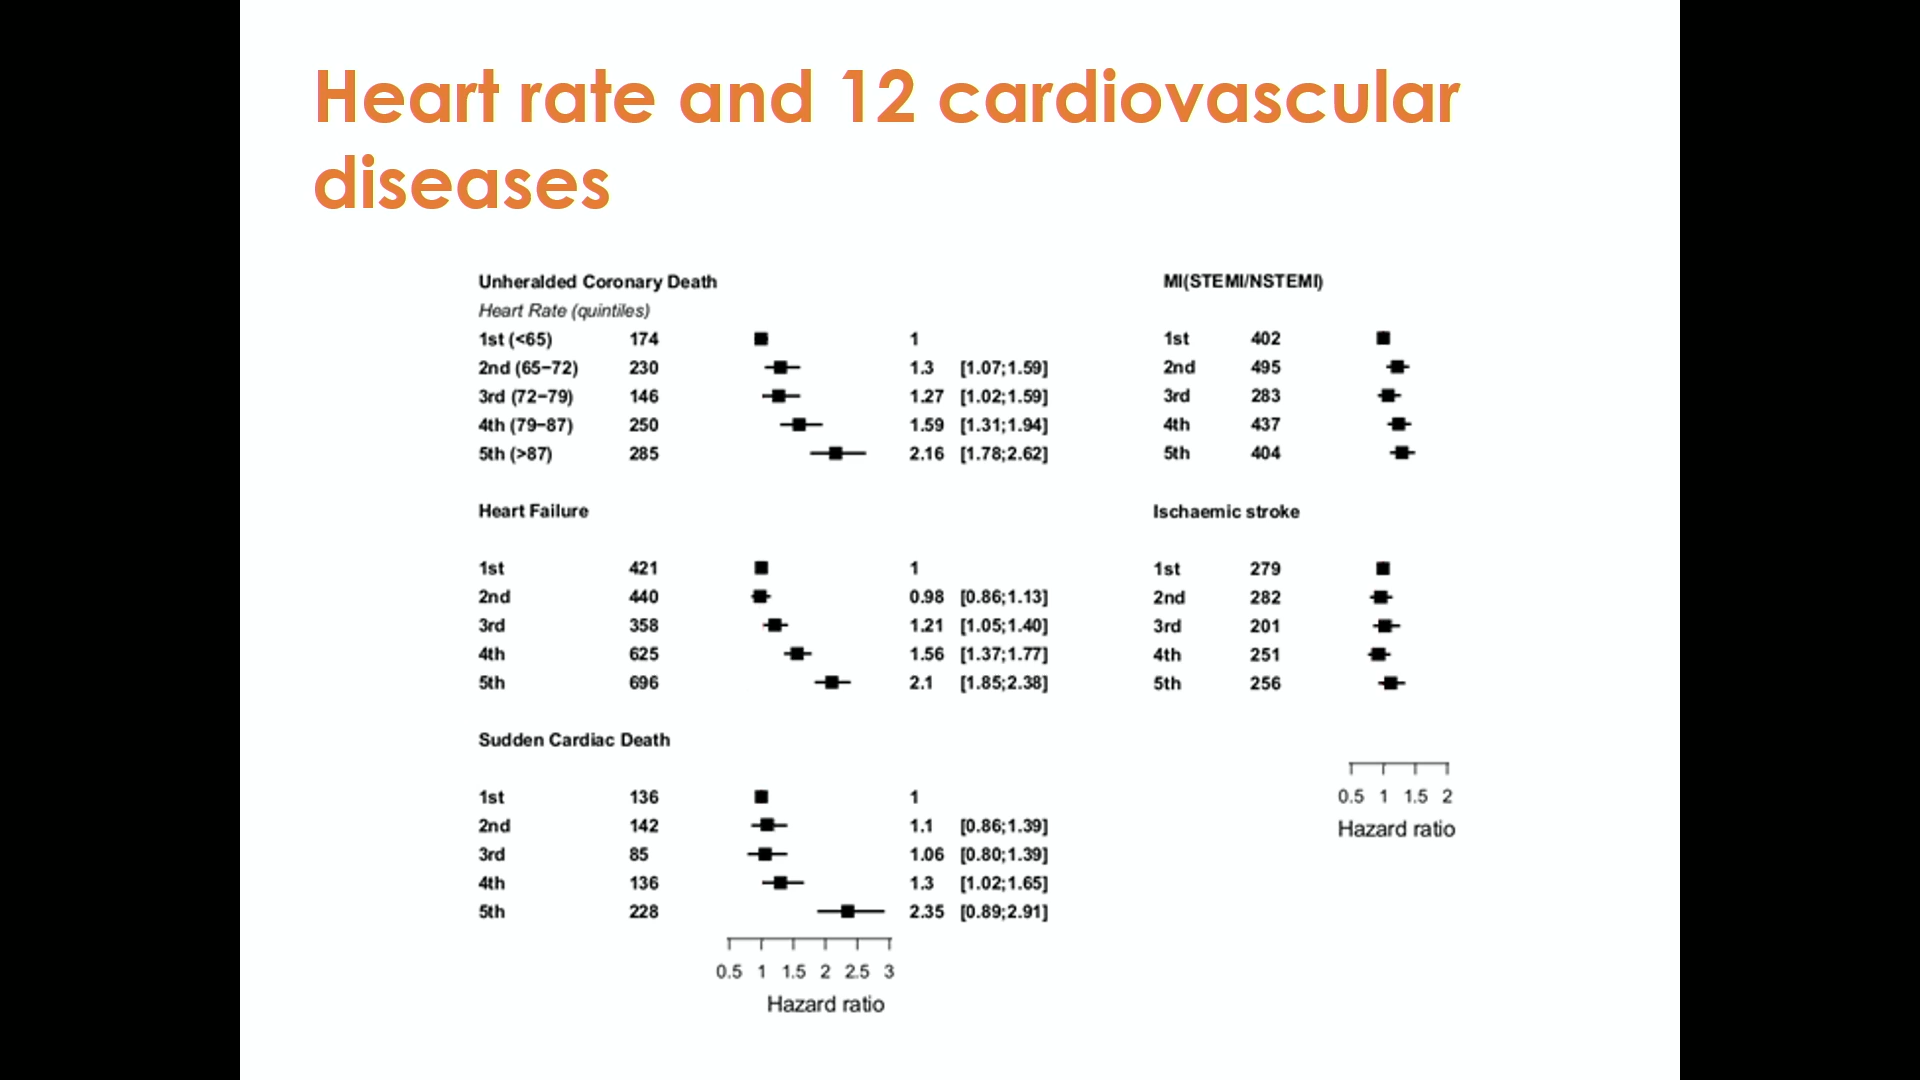 Heart rate and 12 cardiovascular
diseases
Unheralded Coronary Death
Heart Rate (quintiles)
1st (<65) 174 1
2nd (65−72) 230 1.3 [1.07;1.59]
3rd (72−79) 146 1.27 [1.02;1.59]
4th (79−87) 250 1.59 [1.31;1.94]
5th (>87) 285 2.16 [1.78;2.62]
Heart Failure
1st 421 1
2nd 440 0.98 [0.86;1.13]
3rd 358 1.21 [1.05;1.40]
4th 625 1.56 [1.37;1.77]
5th 696 2.1 [1.85;2.38]
Sudden Cardiac Death
1st 136 1
2nd 142 1.1 [0.86;1.39]
3rd 85 1.06 [0.80;1.39]
4th 136 1.3 [1.02;1.65]
5th 228 2.35 [0.89;2.91]
0.5 1 1.5 2 2.5 3
Hazard ratio
MI(STEMI/NSTEMI)
1st 402
2nd 495
3rd 283
4th 437
5th 404
Ischaemic stroke
1st 279
2nd 282
3rd 201
4th 251
5th 256
0.5 1 1.5 2
Hazard ratio